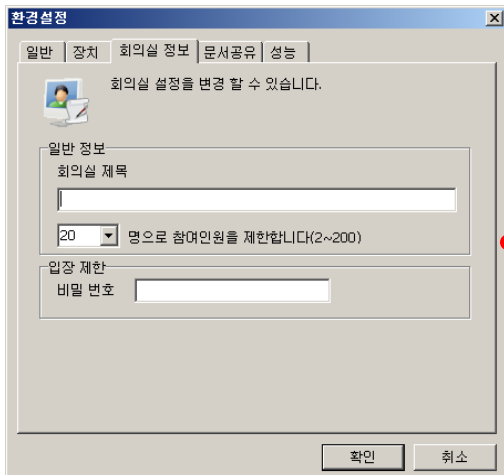 환경설정
일반 장치 회의실 정보 문서공유 성능
회의실 설정을 변경 할 수 있습니다.
일반 정보
회의실 제목
20 명으로 참여인원을 제한합니다(2~200)
입장 제한
비밀 번호
확인 취소